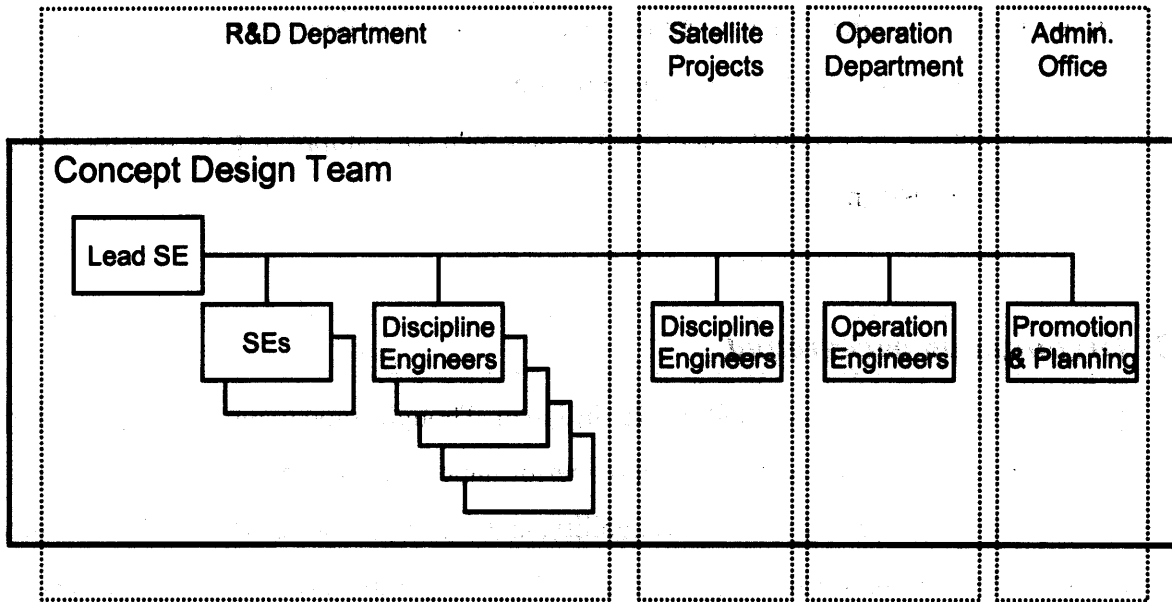 R&D Department
Satellite
Projects
Operation
Department
Admin.
Office
Concept Design Team
Lead SE
SEs
Discipline
Engineers
Discipline
Engineers
Operation
Engineers
Promotion
& Planning